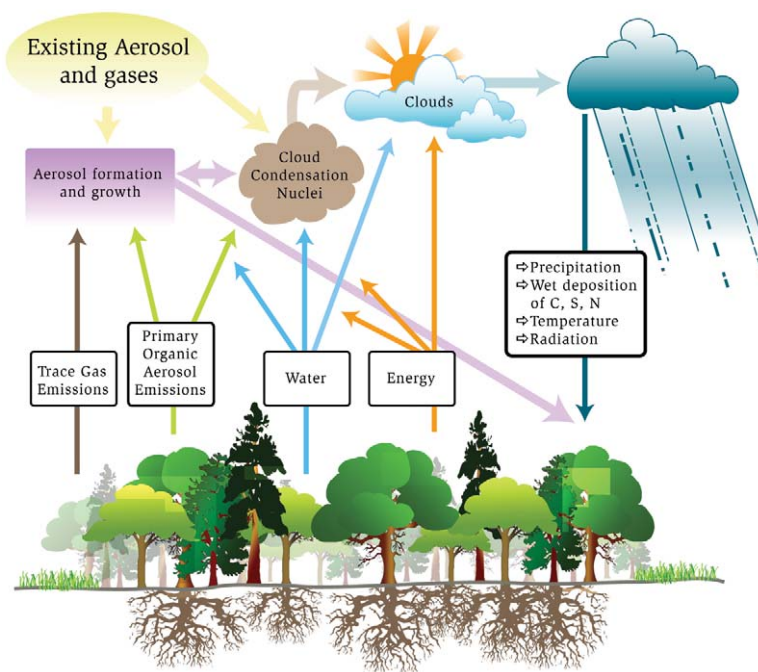 Existing Aerosol
and gases
Clouds
Aerosol formation
and growth
Cloud
Condensation
Nuclei
⇨Precipitation
⇨Wet deposition
of C, S, N
⇨Temperature
⇨Radiation
Trace Gas
Emissions
Primary
Organic
Aerosol
Emissions
Water
Energy